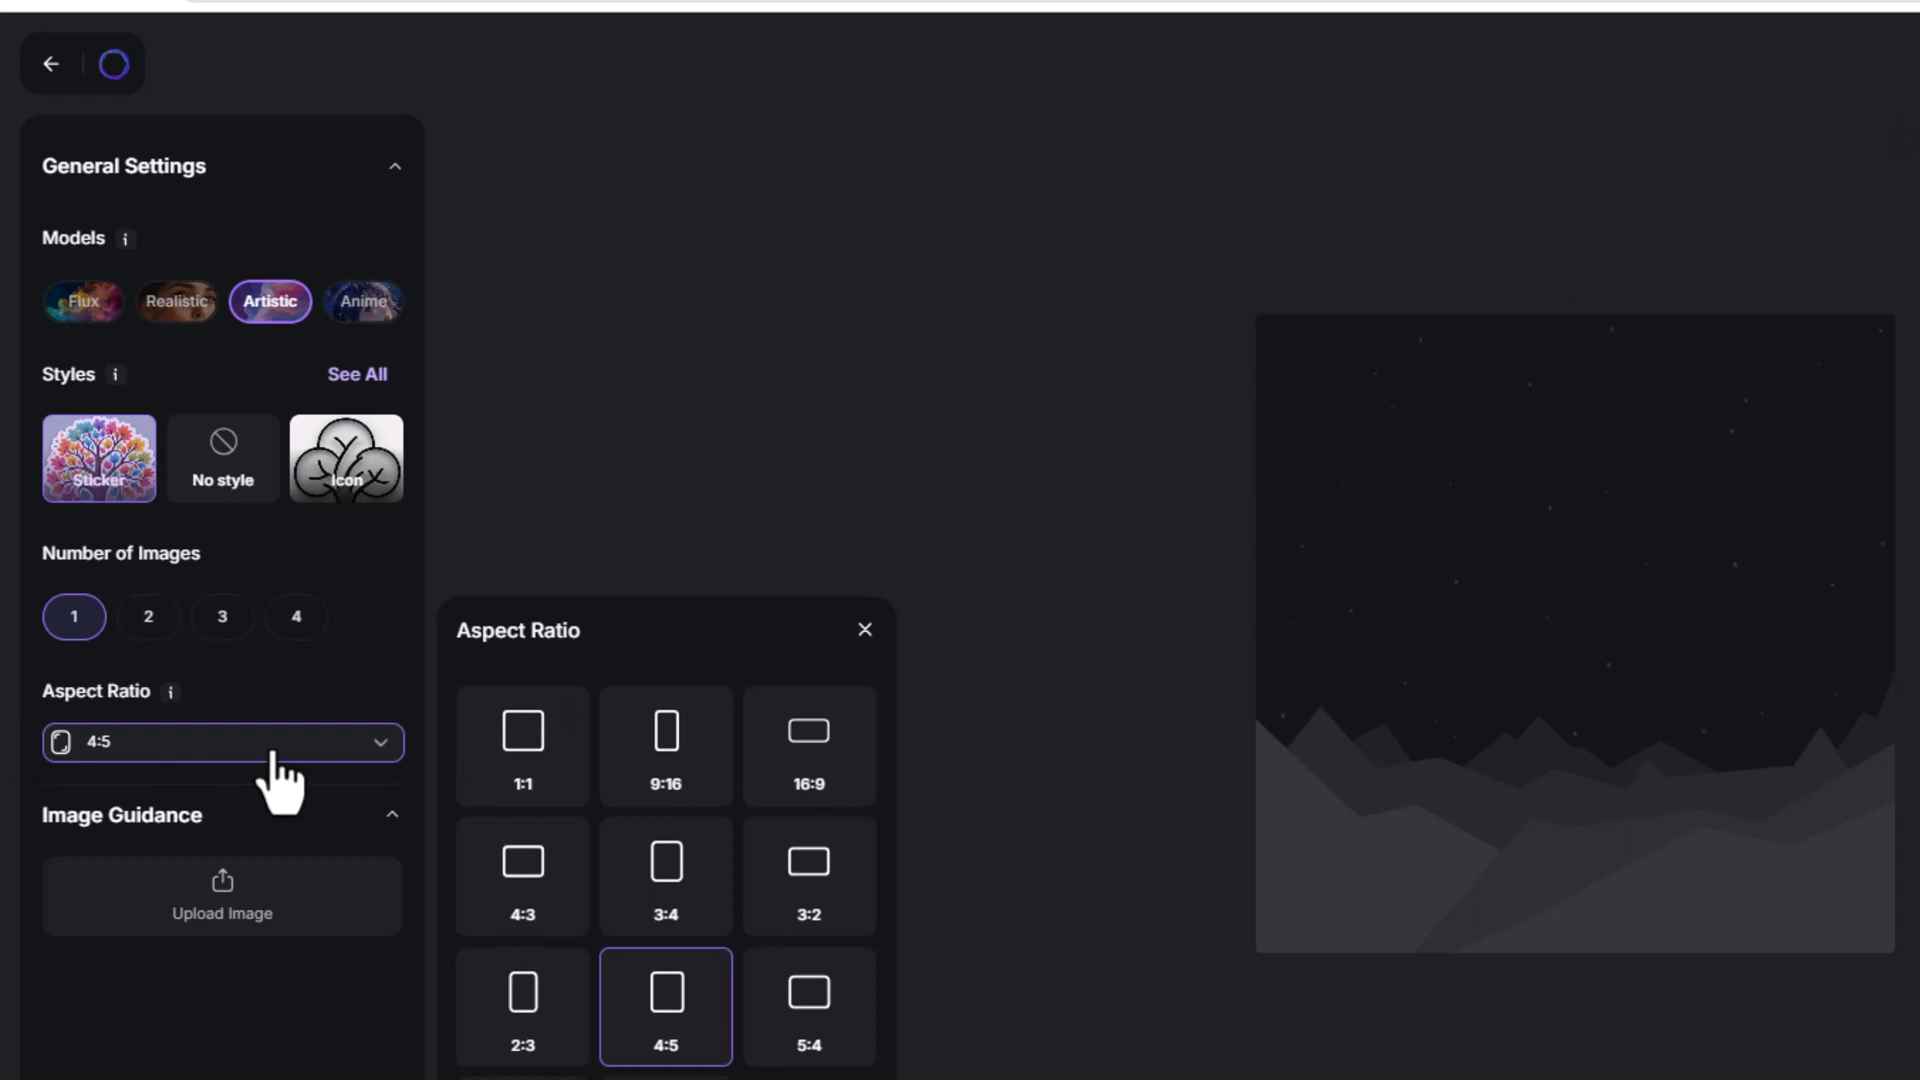 General Settings
Models i
Flux Realistic Artistic Anime
Styles i See All
Sticker No style Icon
Number of Images
1 2 3 4
Aspect Ratio i
4:5
Image Guidance
Upload Image
Aspect Ratio
1:1 9:16 16:9
4:3 3:4 3:2
2:3 4:5 5:4